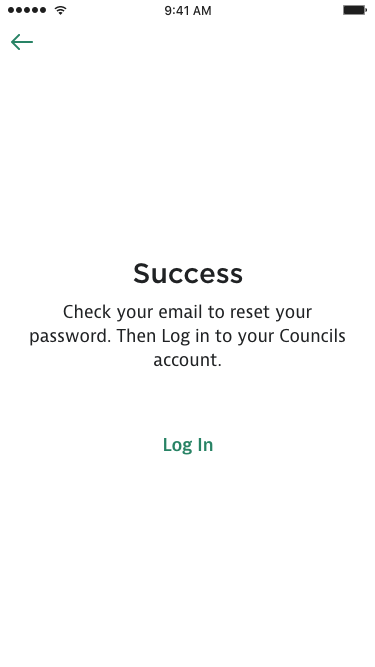 9:41 AM
Success
Check your email to reset your
password. Then Log in to your Councils
account.
Log In